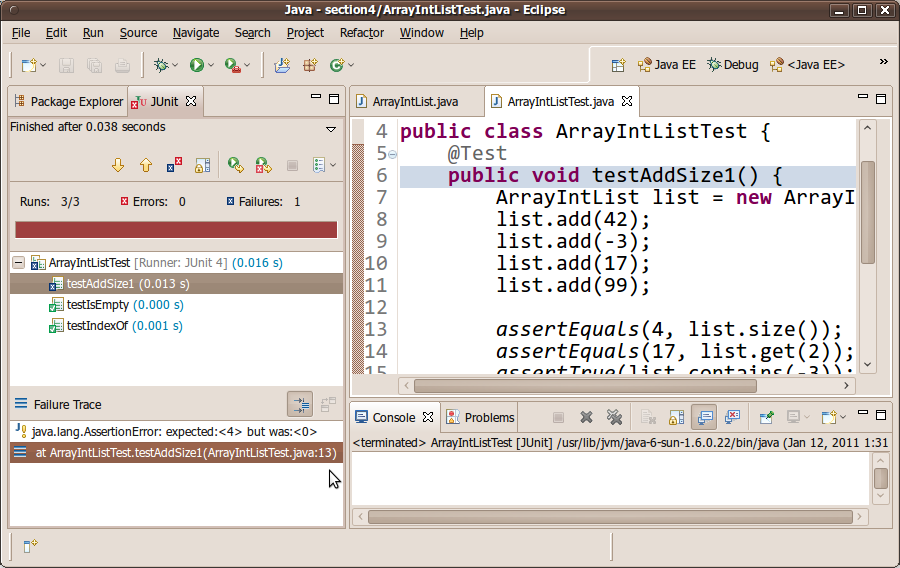 Java - section4/ArrayIntListTest.java - Eclipse
File Edit Run Source Navigate Search Project Refactor Window Help
Java EE Debug <Java EE> »
Package Explorer JUnit
Finished after 0.038 seconds
Runs: 3/3 Errors: 0 Failures: 1
ArrayIntListTest [Runner: JUnit 4] (0.016 s)
testAddSize1 (0.013 s)
testIsEmpty (0.000 s)
testIndexOf (0.001 s)
Failure Trace
java.lang.AssertionError: expected:<4> but was:<0>
at ArrayIntListTest.testAddSize1(ArrayIntListTest.java:13)
ArrayIntList.java ArrayIntListTest.java
4 public class ArrayIntListTest {
5 @Test
6 public void testAddSize1() {
7 ArrayIntList list = new ArrayI
8 list.add(42);
9 list.add(-3);
10 list.add(17);
11 list.add(99);
12
13 assertEquals(4, list.size());
14 assertEquals(17, list.get(2));
15 assertTrue(list.contains(-3));
Console Problems
<terminated> ArrayIntListTest [JUnit] /usr/lib/jvm/java-6-sun-1.6.0.22/bin/java (Jan 12, 2011 1:31